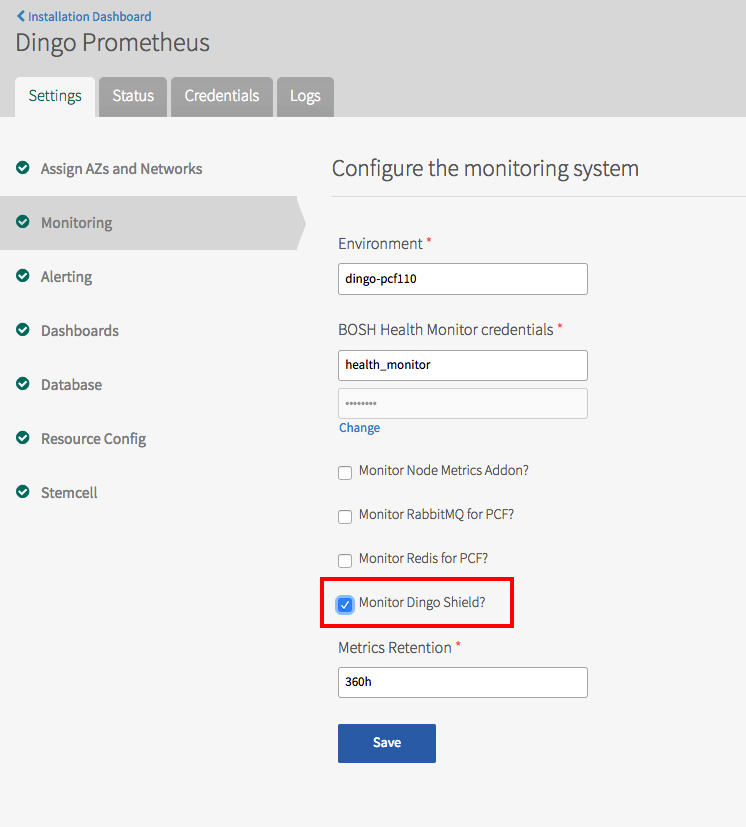 Installation Dashboard
Dingo Prometheus
Settings
Status
Credentials
Logs
Assign AZs and Networks
Monitoring
Alerting
Dashboards
Database
Resource Config
Stemcell
Configure the monitoring system
Environment *
dingo-pcf110
BOSH Health Monitor credentials *
health_monitor
••••••••
Change
Monitor Node Metrics Addon?
Monitor RabbitMQ for PCF?
Monitor Redis for PCF?
Monitor Dingo Shield?
Metrics Retention *
360h
Save